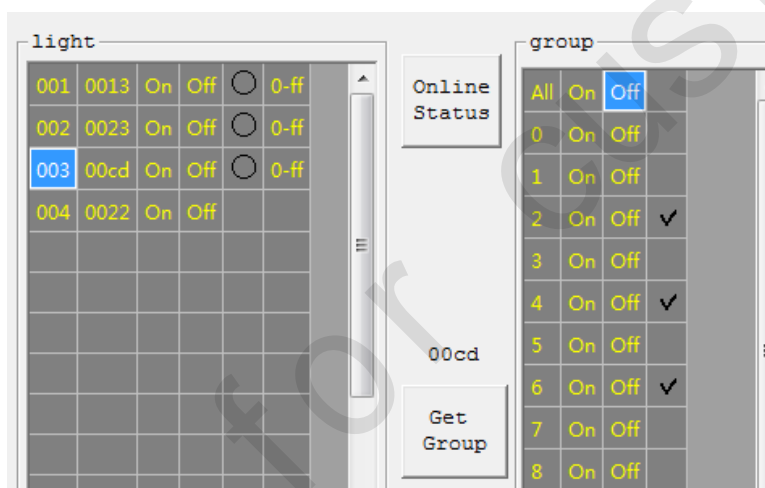 light
001 0013 On Off 0-ff
002 0023 On Off 0-ff
003 00cd On Off 0-ff
004 0022 On Off
Online
Status
00cd
Get
Group
group
All On Off
0 On Off
1 On Off
2 On Off ✓
3 On Off
4 On Off ✓
5 On Off
6 On Off ✓
7 On Off
8 On Off
for cus